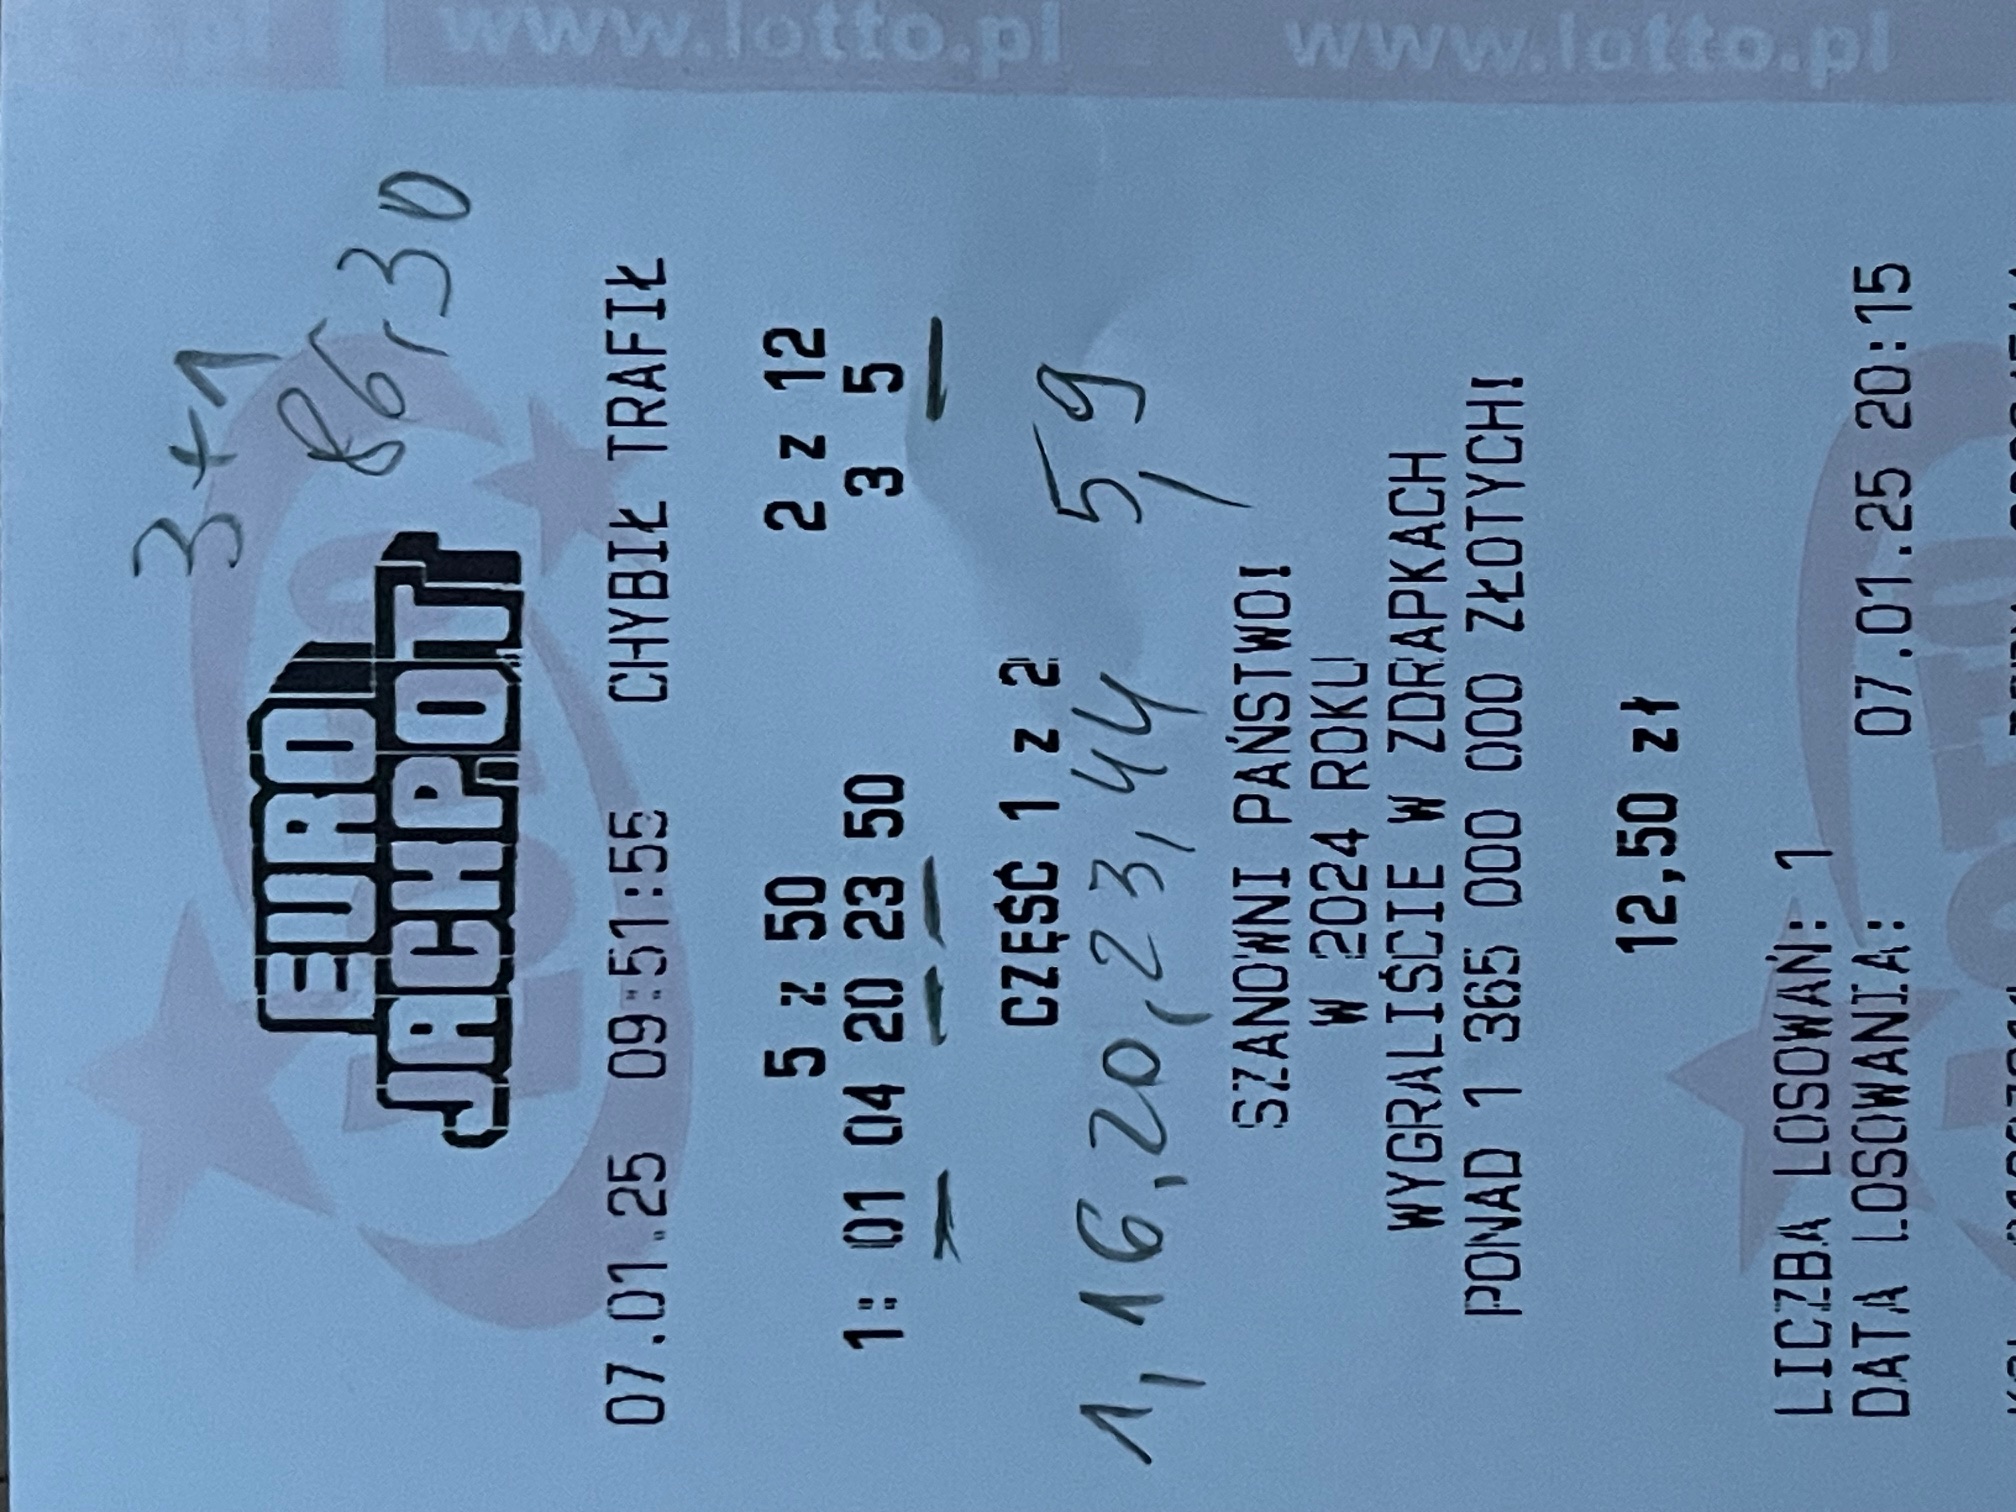 www.lotto.pl www.lotto.pl
3+1
86,30
EURO
JACKPOT
07.01.25 09:51:55 CHYBIŁ TRAFIŁ
5 z 50 2 z 12
1: 01 04 20 23 50 3 5
CZĘŚĆ 1 z 2
1, 16, 20, 23, 44 5, 9
SZANOWNI PAŃSTWO!
W 2024 ROKU
WYGRALIŚCIE W ZDRAPKACH
PONAD 1 365 000 000 ZŁOTYCH!
12,50 zł
LICZBA LOSOWAŃ: 1
DATA LOSOWANIA: 07.01.25 20:15